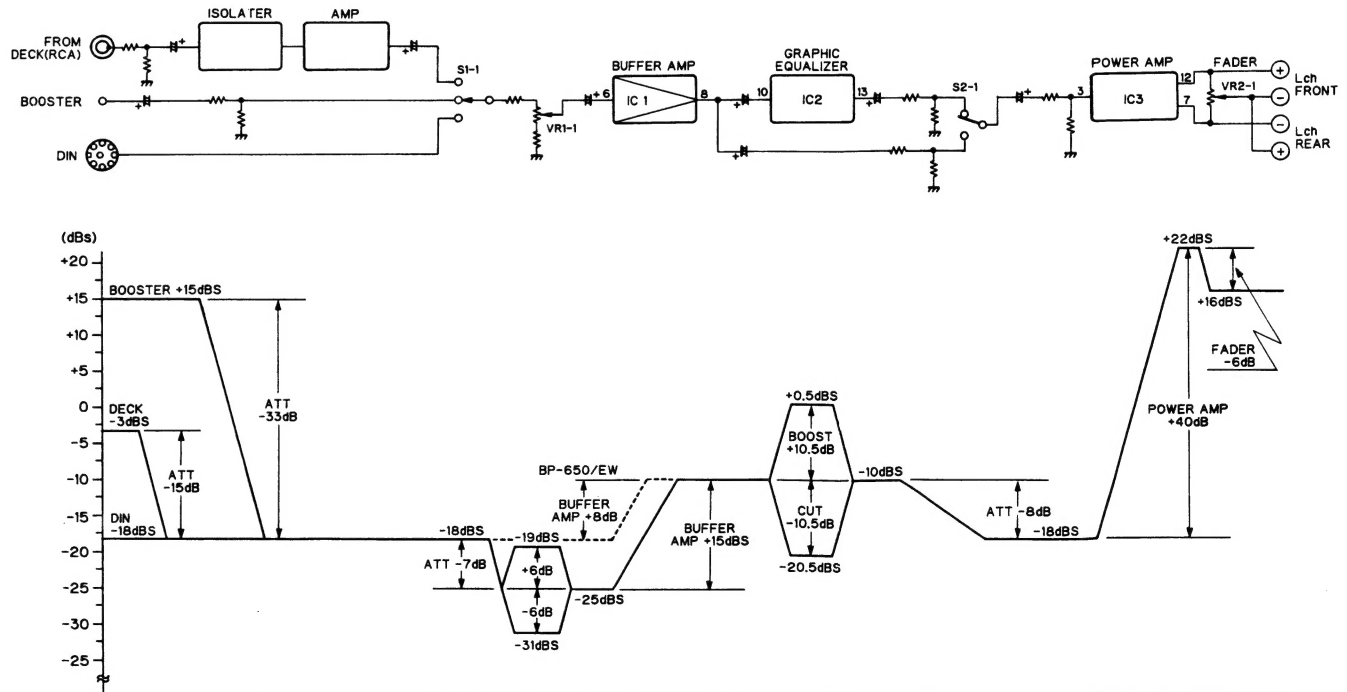 ISOLATER
AMP
FROM
DECK(RCA)
+
+
S1-1
BOOSTER
+
DIN
VR1-1
BUFFER AMP
+ 6
IC 1
8
GRAPHIC
EQUALIZER
+
10
IC2
13
+
+
S2-1
+
POWER AMP
3
IC3
12
7
FADER
VR2-1
+
−
−
+
Lch
FRONT
Lch
REAR
(dBs)
+20
+15
+10
+5
0
-5
-10
-15
-20
-25
-30
-25
BOOSTER +15dBS
ATT
-33dB
DECK
-3dBS
ATT
-15dB
DIN
-18dBS
-18dBS
ATT -7dB
-19dBS
+6dB
-6dB
-31dBS
-25dBS
BP-650/EW
BUFFER
AMP +8dB
BUFFER
AMP +15dBS
+0.5dBS
BOOST
+10.5dB
CUT
-10.5dB
-20.5dBS
-10dBS
ATT -8dB
-18dBS
+22dBS
POWER AMP
+40dB
+16dBS
FADER
-6dB